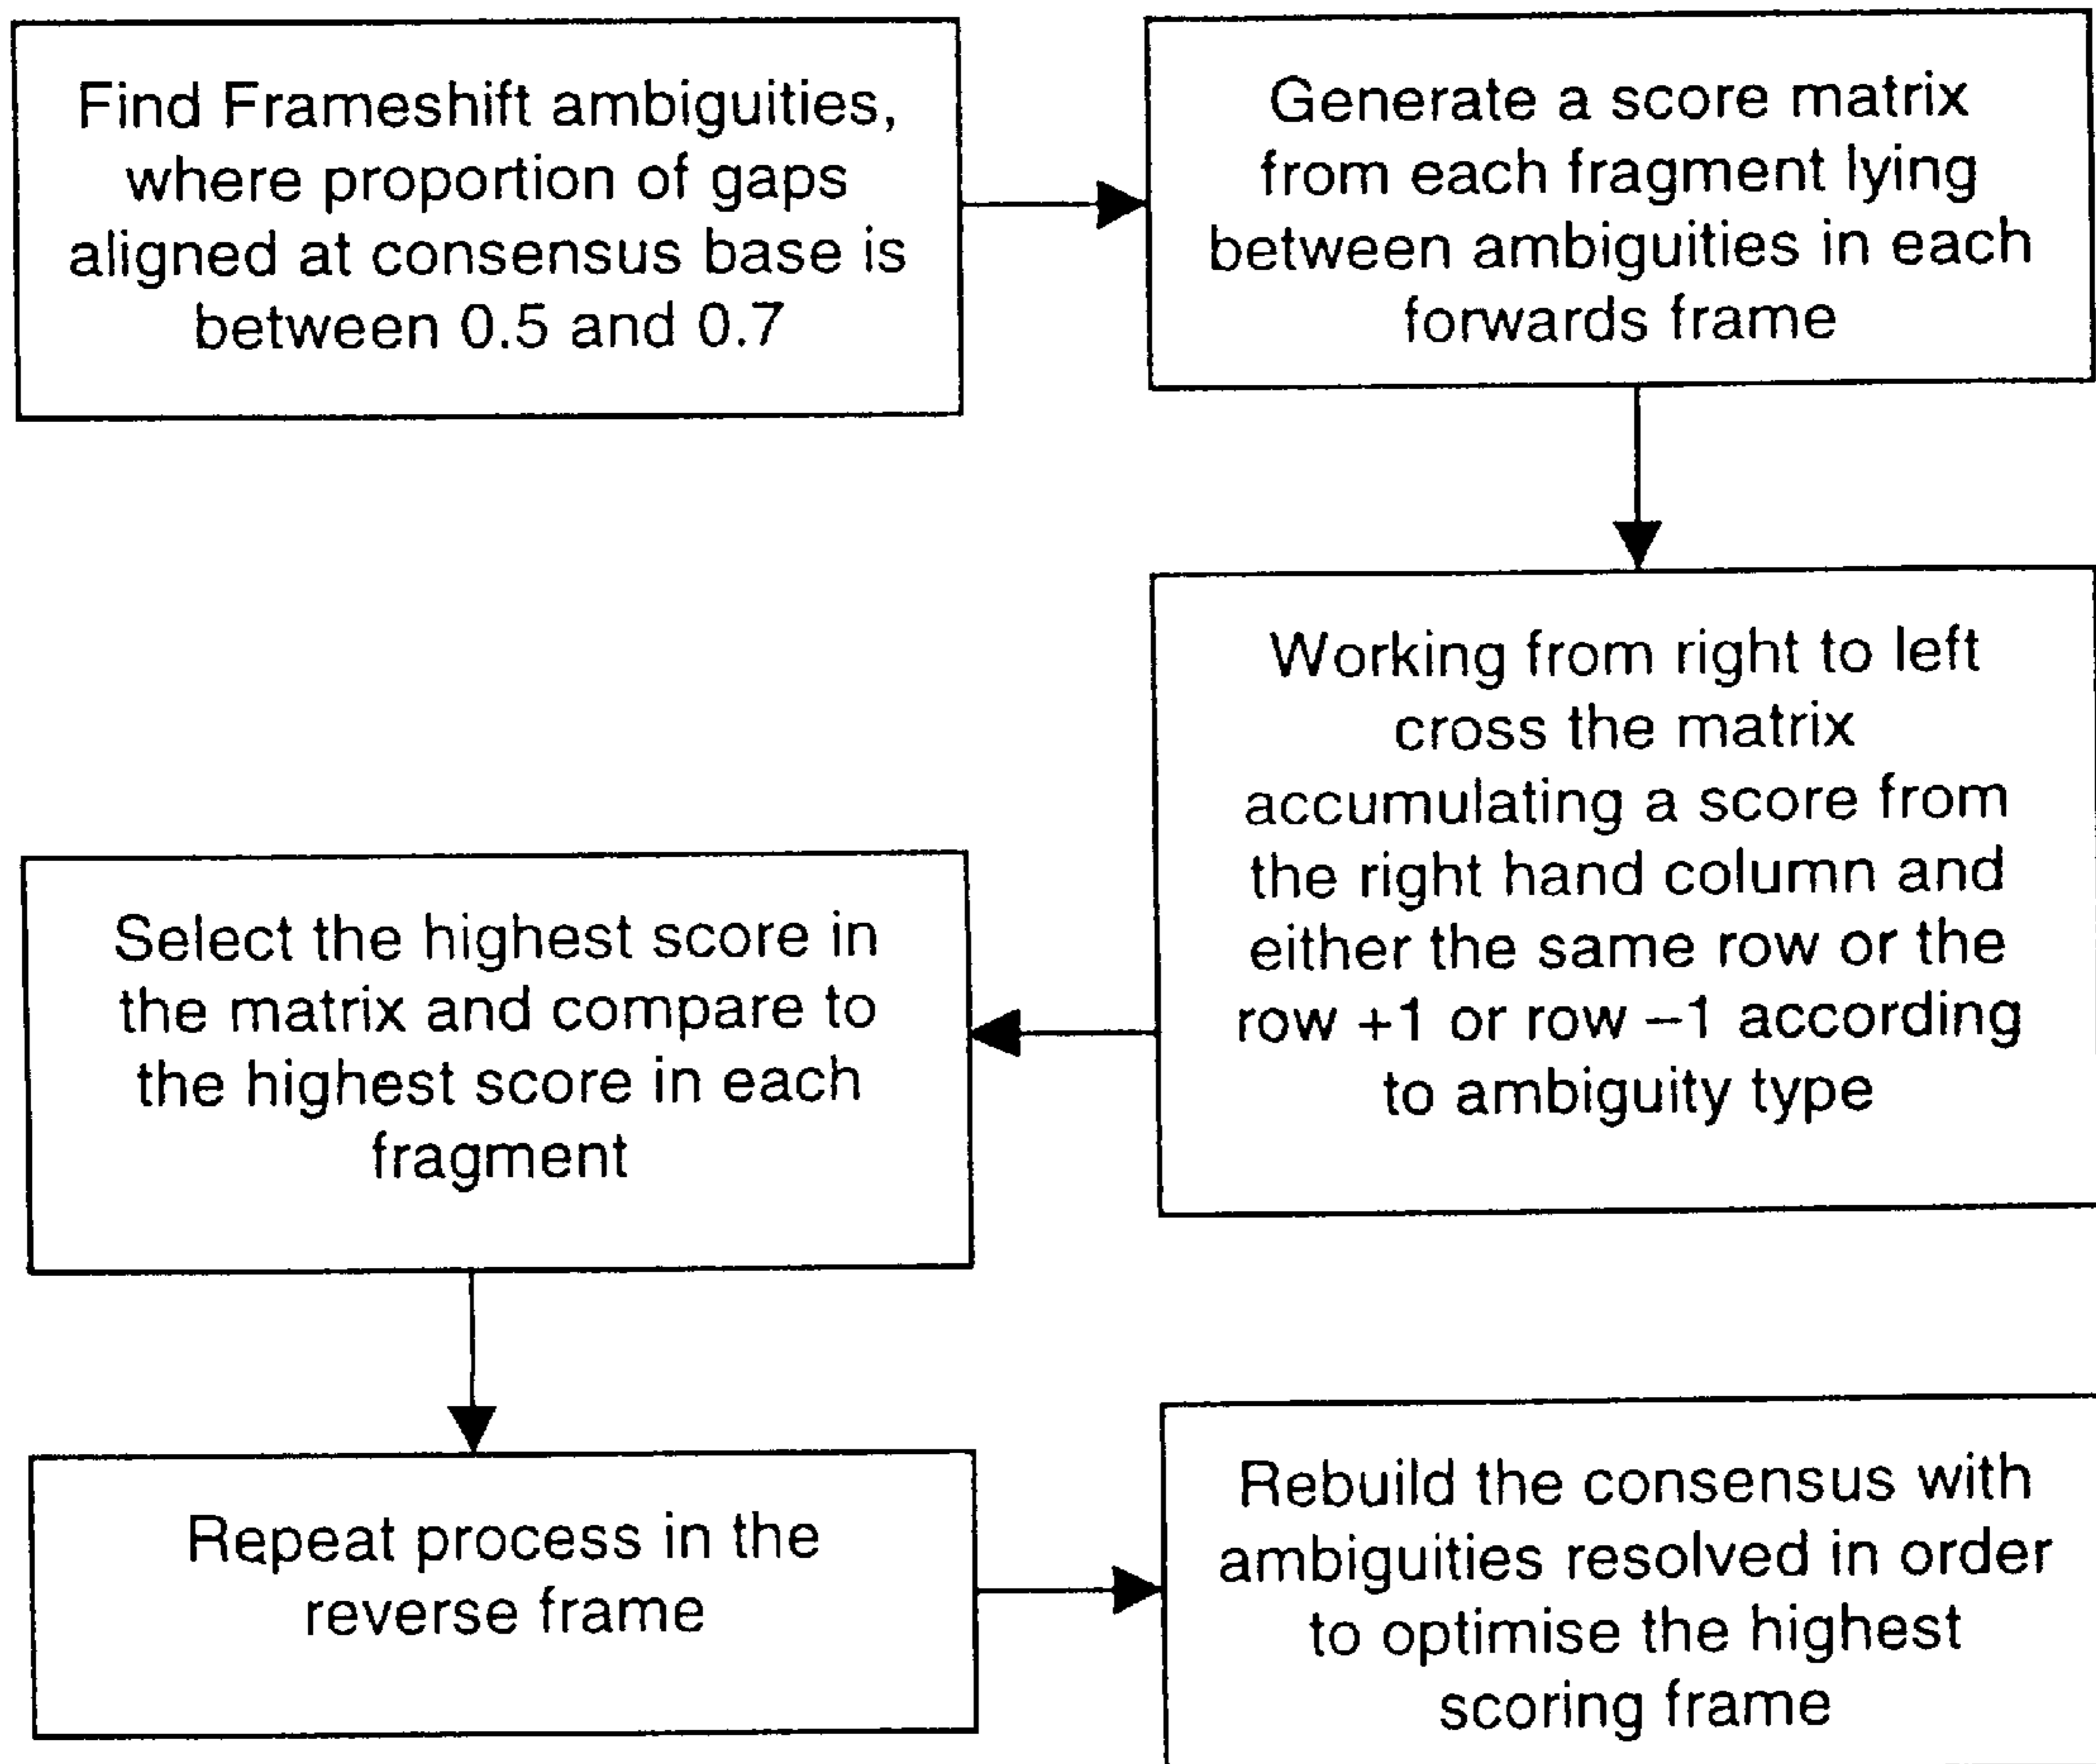 Find Frameshift ambiguities,
where proportion of gaps
aligned at consensus base is
between 0.5 and 0.7
Generate a score matrix
from each fragment lying
between ambiguities in each
forwards frame
Working from right to left
cross the matrix
accumulating a score from
the right hand column and
either the same row or the
row +1 or row –1 according
to ambiguity type
Select the highest score in
the matrix and compare to
the highest score in each
fragment
Repeat process in the
reverse frame
Rebuild the consensus with
ambiguities resolved in order
to optimise the highest
scoring frame